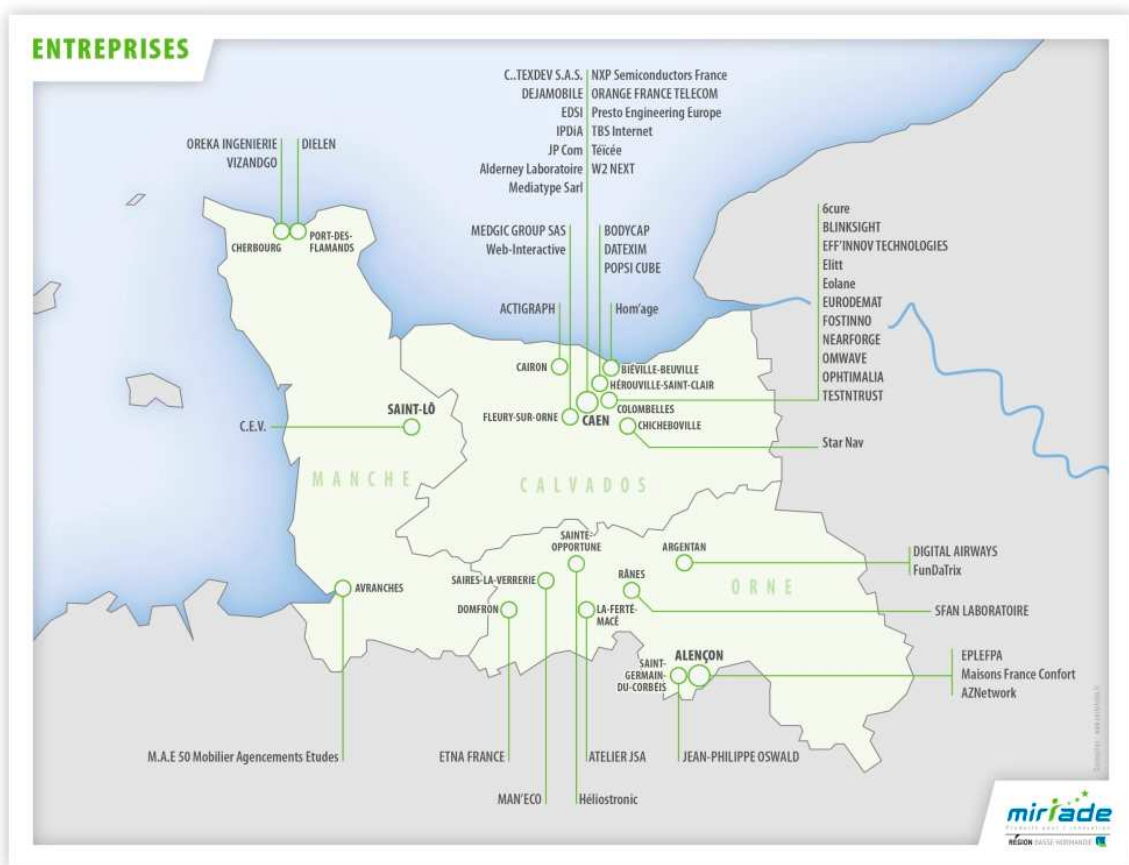 ENTREPRISES
C..TEXDEV S.A.S.
DEJAMOBILE
EDSI
IPDiA
JP Com
Alderney Laboratoire
Mediatype Sarl
NXP Semiconductors France
ORANGE FRANCE TELECOM
Presto Engineering Europe
TBS Internet
Téïcée
W2 NEXT
OREKA INGENIERIE
VIZANDGO
DIELEN
CHERBOURG
PORT-DES-
FLAMANDS
MEDGIC GROUP SAS
Web-Interactive
BODYCAP
DATEXIM
POPSI CUBE
ACTIGRAPH
Hom'age
6cure
BLINKSIGHT
EFF'INNOV TECHNOLOGIES
Elitt
Eolane
EURODEMAT
FOSTINNO
NEARFORGE
OMWAVE
OPHTIMALIA
TESTNTRUST
CAIRON
BIÉVILLE-BEUVILLE
HÉROUVILLE-SAINT-CLAIR
COLOMBELLES
FLEURY-SUR-ORNE
CAEN
CHICHEBOVILLE
Star Nav
SAINT-LÔ
C.E.V.
MANCHE
CALVADOS
ORNE
SAINTE-
OPPORTUNE
ARGENTAN
DIGITAL AIRWAYS
FunDaTrix
AVRANCHES
SAIRES-LA-VERRERIE
RÂNES
DOMFRON
LA-FERTÉ-
MACÉ
SFAN LABORATOIRE
SAINT-
GERMAIN-
DU-CORBÉIS
ALENÇON
EPLEFPA
Maisons France Confort
AZNetwork
M.A.E 50 Mobilier Agencements Etudes
ETNA FRANCE
ATELIER JSA
JEAN-PHILIPPE OSWALD
MAN'ECO
Héliostronic
miriade
RÉGION BASSE-NORMANDIE